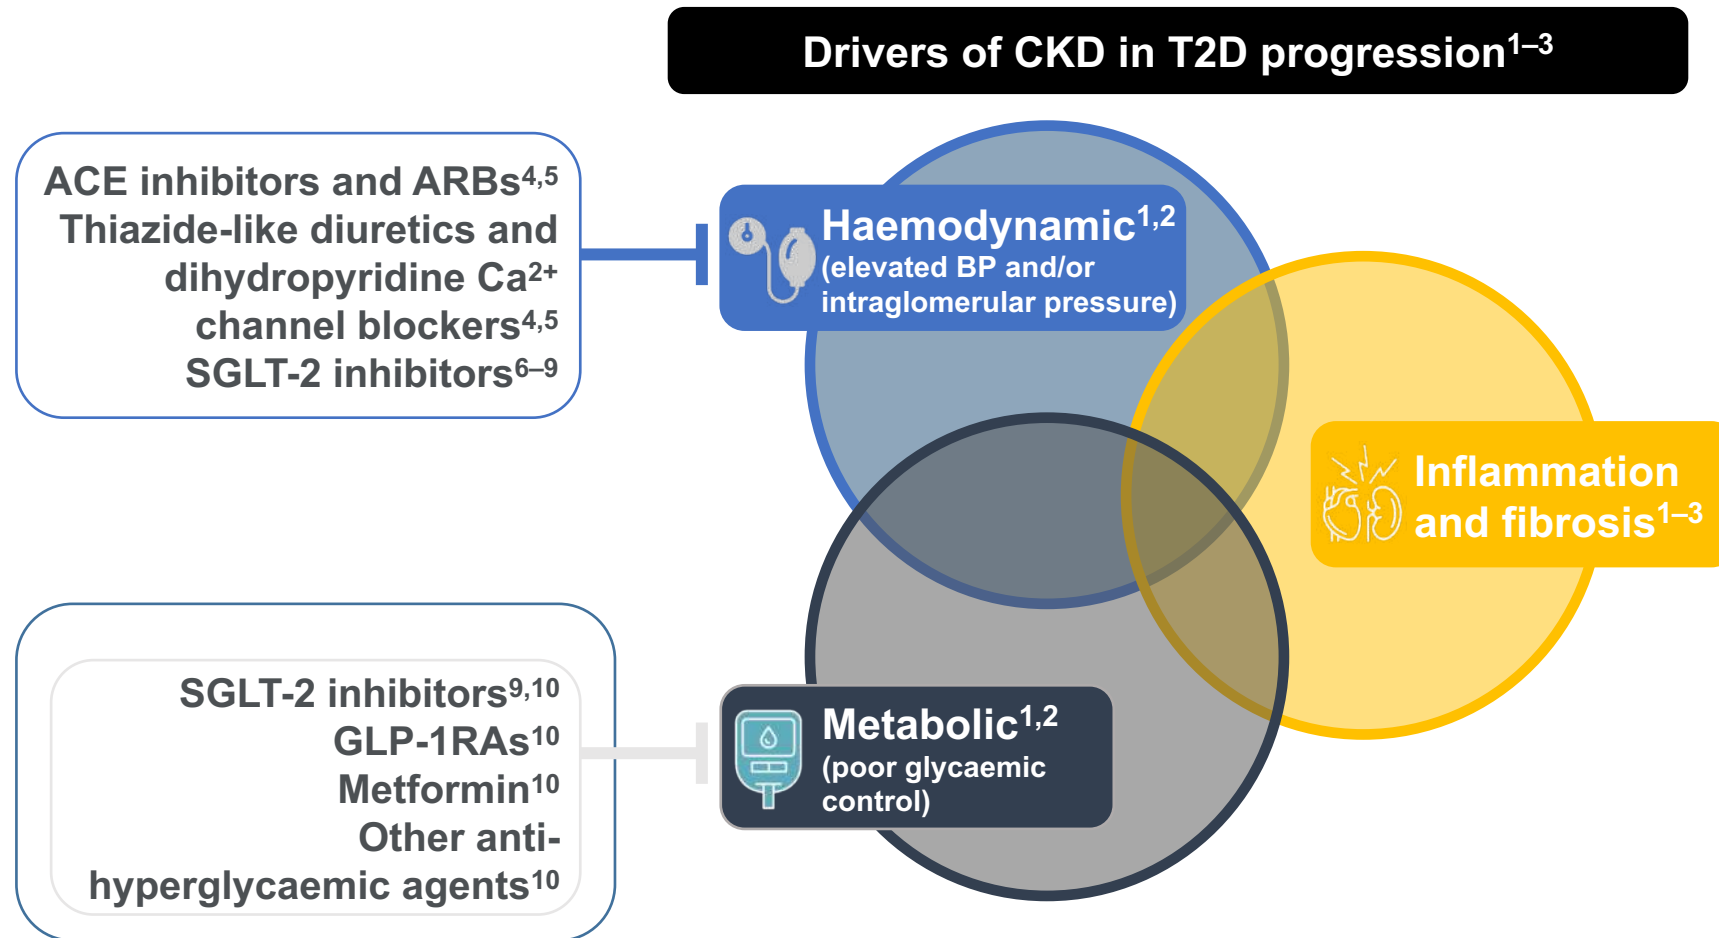 Drivers of CKD in T2D progression¹⁻³
ACE inhibitors and ARBs⁴,⁵
Thiazide-like diuretics and
dihydropyridine Ca²⁺
channel blockers⁴,⁵
SGLT-2 inhibitors⁶⁻⁹
Haemodynamic¹,²
(elevated BP and/or
intraglomerular pressure)
Inflammation
and fibrosis¹⁻³
SGLT-2 inhibitors⁹,¹⁰
GLP-1RAs¹⁰
Metformin¹⁰
Other anti-
hyperglycaemic agents¹⁰
Metabolic¹,²
(poor glycaemic
control)